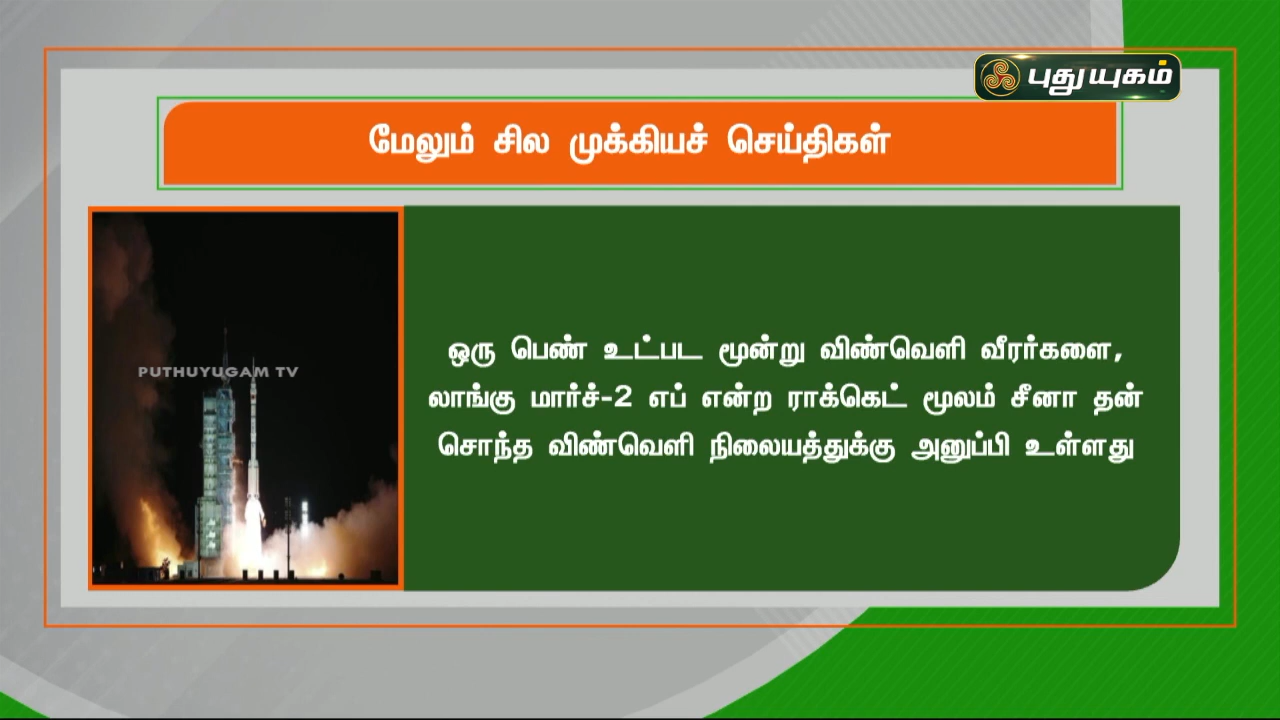 புதுயுகம்
மேலும் சில முக்கியச் செய்திகள்
PUTHUYUGAM TV
ஒரு பெண் உட்பட மூன்று விண்வெளி வீரர்களை,
லாங்கு மார்ச்-2 எப் என்ற ராக்கெட் மூலம் சீனா தன்
சொந்த விண்வெளி நிலையத்துக்கு அனுப்பி உள்ளது